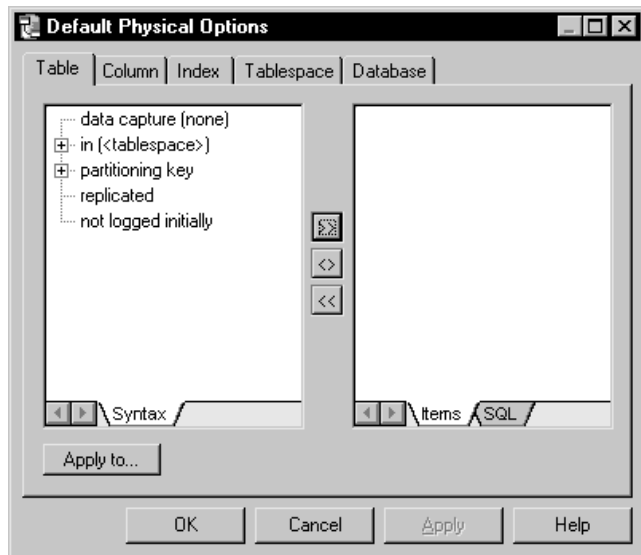 Default Physical Options
Table Column Index Tablespace Database
data capture (none)
in (<tablespace>)
partitioning key
replicated
not logged initially
>>
<>
<<
Syntax
Items SQL
Apply to...
OK Cancel Apply Help